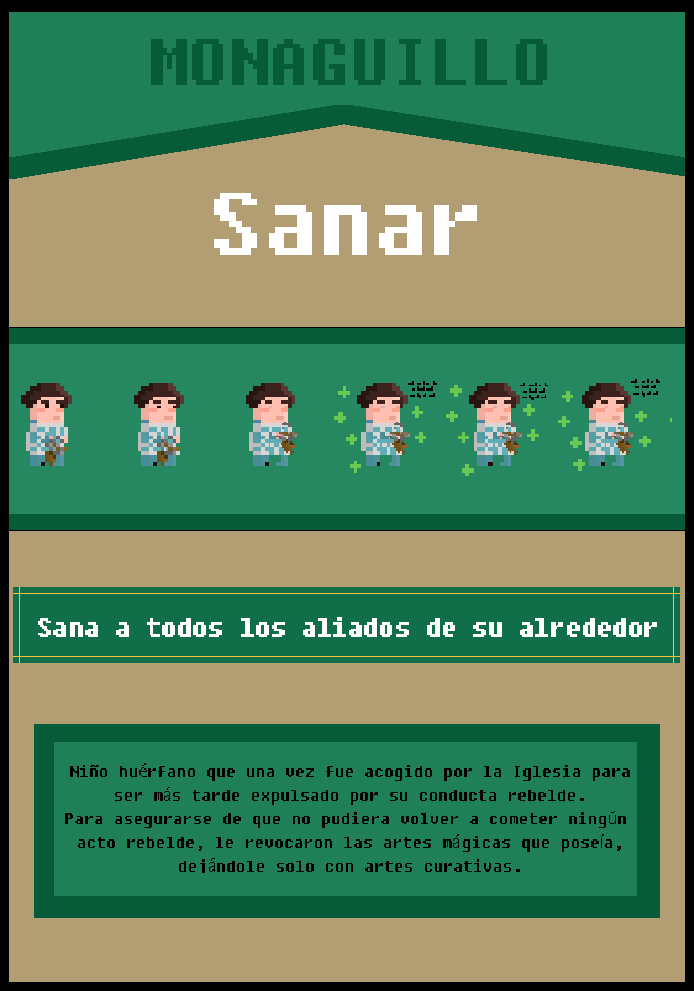 MONAGUILLO
Sanar
Sana a todos los aliados de su alrededor
Niño huérfano que una vez fue acogido por la Iglesia para
ser más tarde expulsado por su conducta rebelde.
Para asegurarse de que no pudiera volver a cometer ningún
acto rebelde, le revocaron las artes mágicas que poseía,
dejándole solo con artes curativas.